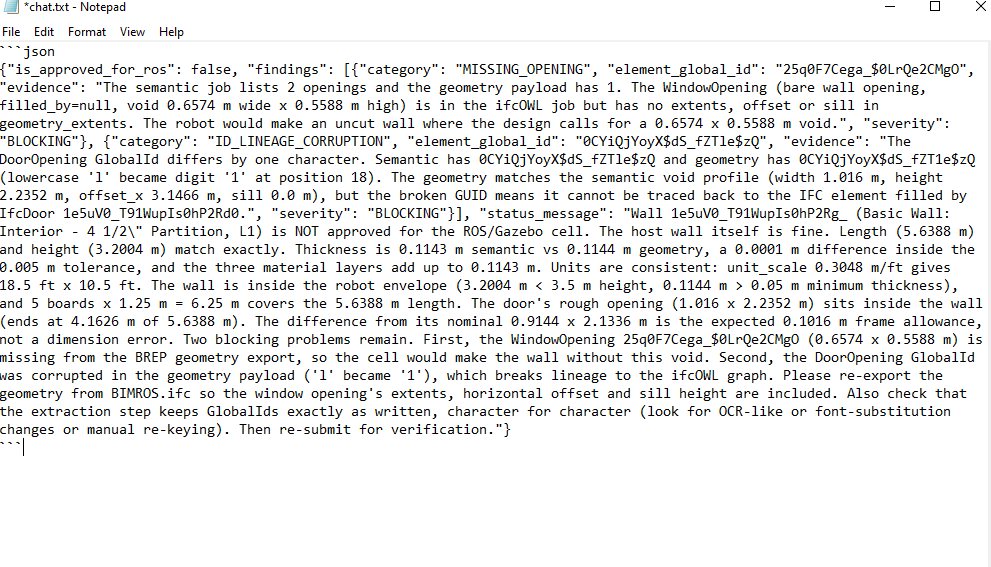 *chat.txt - Notepad
File Edit Format View Help
```json
{"is_approved_for_ros": false, "findings": [{"category": "MISSING_OPENING", "element_global_id": "25q0F7Cega_$0LrQe2CMgO",
"evidence": "The semantic job lists 2 openings and the geometry payload has 1. The WindowOpening (bare wall opening,
filled_by=null, void 0.6574 m wide x 0.5588 m high) is in the ifcOWL job but has no extents, offset or sill in
geometry_extents. The robot would make an uncut wall where the design calls for a 0.6574 x 0.5588 m void.", "severity":
"BLOCKING"}, {"category": "ID_LINEAGE_CORRUPTION", "element_global_id": "0CYiQjYoyX$dS_fZTle$zQ", "evidence": "The
DoorOpening GlobalId differs by one character. Semantic has 0CYiQjYoyX$dS_fZTle$zQ and geometry has 0CYiQjYoyX$dS_fZT1e$zQ
(lowercase 'l' became digit '1' at position 18). The geometry matches the semantic void profile (width 1.016 m, height
2.2352 m, offset_x 3.1466 m, sill 0.0 m), but the broken GUID means it cannot be traced back to the IFC element filled by
IfcDoor 1e5uV0_T91WupIs0hP2Rd0.", "severity": "BLOCKING"}], "status_message": "Wall 1e5uV0_T91WupIs0hP2Rg_ (Basic Wall:
Interior - 4 1/2\" Partition, L1) is NOT approved for the ROS/Gazebo cell. The host wall itself is fine. Length (5.6388 m)
and height (3.2004 m) match exactly. Thickness is 0.1143 m semantic vs 0.1144 m geometry, a 0.0001 m difference inside the
0.005 m tolerance, and the three material layers add up to 0.1143 m. Units are consistent: unit_scale 0.3048 m/ft gives
18.5 ft x 10.5 ft. The wall is inside the robot envelope (3.2004 m < 3.5 m height, 0.1144 m > 0.05 m minimum thickness),
and 5 boards x 1.25 m = 6.25 m covers the 5.6388 m length. The door's rough opening (1.016 x 2.2352 m) sits inside the wall
(ends at 4.1626 m of 5.6388 m). The difference from its nominal 0.9144 x 2.1336 m is the expected 0.1016 m frame allowance,
not a dimension error. Two blocking problems remain. First, the WindowOpening 25q0F7Cega_$0LrQe2CMgO (0.6574 x 0.5588 m) is
missing from the BREP geometry export, so the cell would make the wall without this void. Second, the DoorOpening GlobalId
was corrupted in the geometry payload ('l' became '1'), which breaks lineage to the ifcOWL graph. Please re-export the
geometry from BIMROS.ifc so the window opening's extents, horizontal offset and sill height are included. Also check that
the extraction step keeps GlobalIds exactly as written, character for character (look for OCR-like or font-substitution
changes or manual re-keying). Then re-submit for verification."}
```